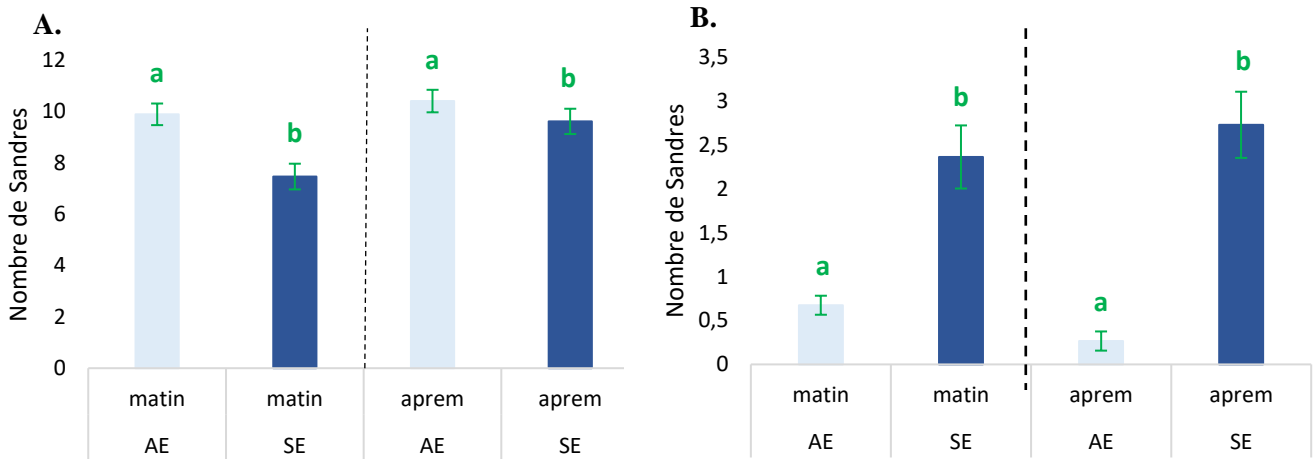 A.
Nombre de Sandres
12
10
8
6
4
2
0
a
b
a
b
matin matin aprem aprem
AE SE AE SE
B.
Nombre de Sandres
3,5
3
2,5
2
1,5
1
0,5
0
a
b
a
b
matin matin aprem aprem
AE SE AE SE